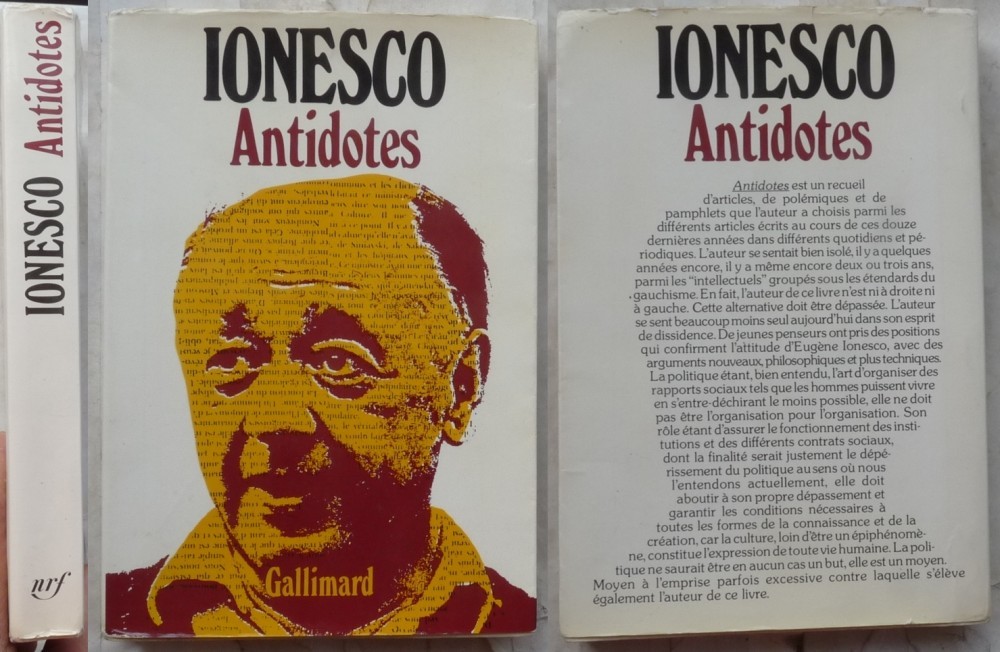 IONESCO Antidotes
nrf
IONESCO
Antidotes
Gallimard
IONESCO
Antidotes
Antidotes est un recueil
d'articles, de polémiques et de
pamphlets que l'auteur a choisis parmi les
différents articles écrits au cours de ces douze
dernières années dans différents quotidiens et pé-
riodiques. L'auteur se sentait bien isolé, il y a quelques
années encore, il y a même encore deux ou trois ans,
parmi les "intellectuels" groupés sous les étendards du
gauchisme. En fait, l'auteur de ce livre n'est ni à droite ni
à gauche. Cette alternative doit être dépassée. L'auteur
se sent beaucoup moins seul aujourd'hui dans son esprit
de dissidence. De jeunes penseurs ont pris des positions
qui confirment l'attitude d'Eugène Ionesco, avec des
arguments nouveaux, philosophiques et plus techniques.
La politique étant, bien entendu, l'art d'organiser des
rapports sociaux tels que les hommes puissent vivre
en s'entre-déchirant le moins possible, elle ne doit
pas être l'organisation pour l'organisation. Son
rôle étant d'assurer le fonctionnement des insti-
tutions et des différents contrats sociaux,
dont la finalité serait justement le dépé-
rissement du politique au sens où nous
l'entendons actuellement, elle doit
aboutir à son propre dépassement et
garantir les conditions nécessaires à
toutes les formes de la connaissance et de la
création, car la culture, loin d'être un épiphénomè-
ne, constitue l'expression de toute vie humaine. La poli-
tique ne saurait être en aucun cas un but, elle est un moyen.
Moyen à l'emprise parfois excessive contre laquelle s'élève
également l'auteur de ce livre.